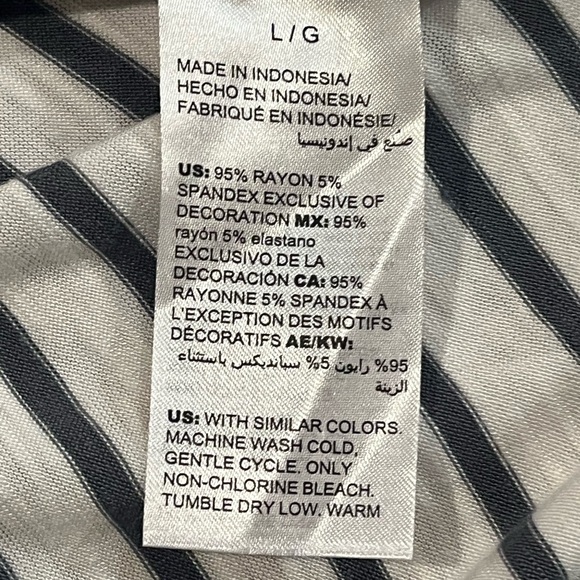 L / G
MADE IN INDONESIA/
HECHO EN INDONESIA/
FABRIQUÉ EN INDONÉSIE/
صُنع في إندونيسيا
US: 95% RAYON 5%
SPANDEX EXCLUSIVE OF
DECORATION MX: 95%
rayón 5% elastano
EXCLUSIVO DE LA
DECORACIÓN CA: 95%
RAYONNE 5% SPANDEX À
L'EXCEPTION DES MOTIFS
DÉCORATIFS AE/KW:
95% رايون 5% سباندكس باستثناء
الزينة
US: WITH SIMILAR COLORS.
MACHINE WASH COLD,
GENTLE CYCLE. ONLY
NON-CHLORINE BLEACH.
TUMBLE DRY LOW. WARM